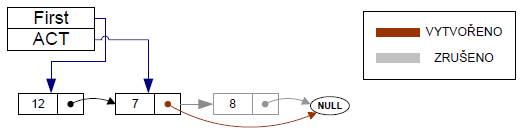 First
ACT
VYTVOŘENO
ZRUŠENO
12
7
8
NULL